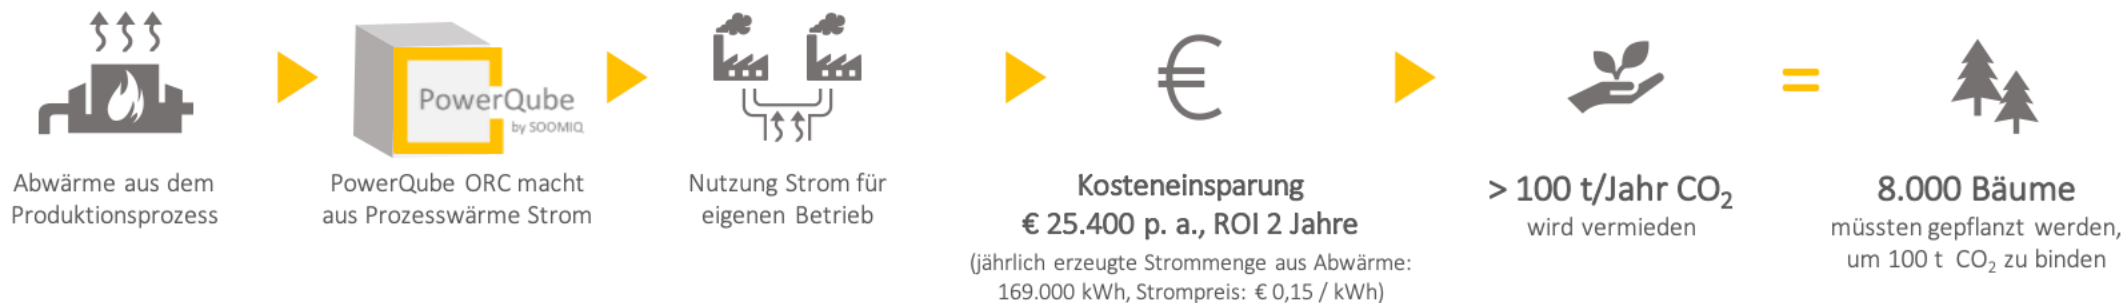 PowerQube
by SOOMIQ
Abwärme aus dem
Produktionsprozess
PowerQube ORC macht
aus Prozesswärme Strom
Nutzung Strom für
eigenen Betrieb
€
Kosteneinsparung
€ 25.400 p. a., ROI 2 Jahre
(jährlich erzeugte Strommenge aus Abwärme:
169.000 kWh, Strompreis: € 0,15 / kWh)
> 100 t/Jahr CO₂
wird vermieden
=
8.000 Bäume
müssten gepflanzt werden,
um 100 t CO₂ zu binden